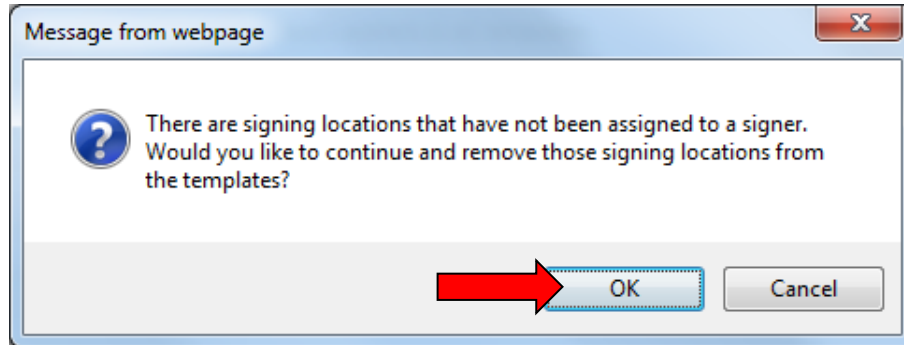 Message from webpage
There are signing locations that have not been assigned to a signer.
Would you like to continue and remove those signing locations from
the templates?
OK
Cancel